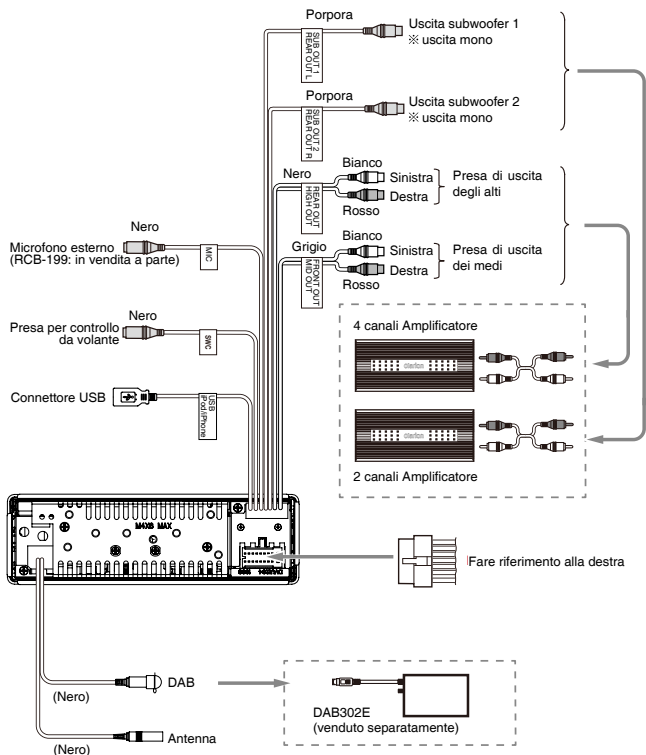 Porpora
SUB OUT 1
REAR OUT L
Uscita subwoofer 1
※ uscita mono
Porpora
SUB OUT 2
REAR OUT R
Uscita subwoofer 2
※ uscita mono
Nero
REAR OUT
HIGH OUT
Bianco
Sinistra
Destra
Rosso
Presa di uscita
degli alti
Nero
MIC
Microfono esterno
(RCB-199: in vendita a parte)
Grigio
FRONT OUT
MID OUT
Bianco
Sinistra
Destra
Rosso
Presa di uscita
dei medi
Nero
SWC
Presa per controllo
da volante
4 canali Amplificatore
clarion
Connettore USB
USB
iPod/iPhone
clarion
2 canali Amplificatore
M4X6 MAX
Fare riferimento alla destra
DAB
(Nero)
DAB302E
(venduto separatamente)
Antenna
(Nero)